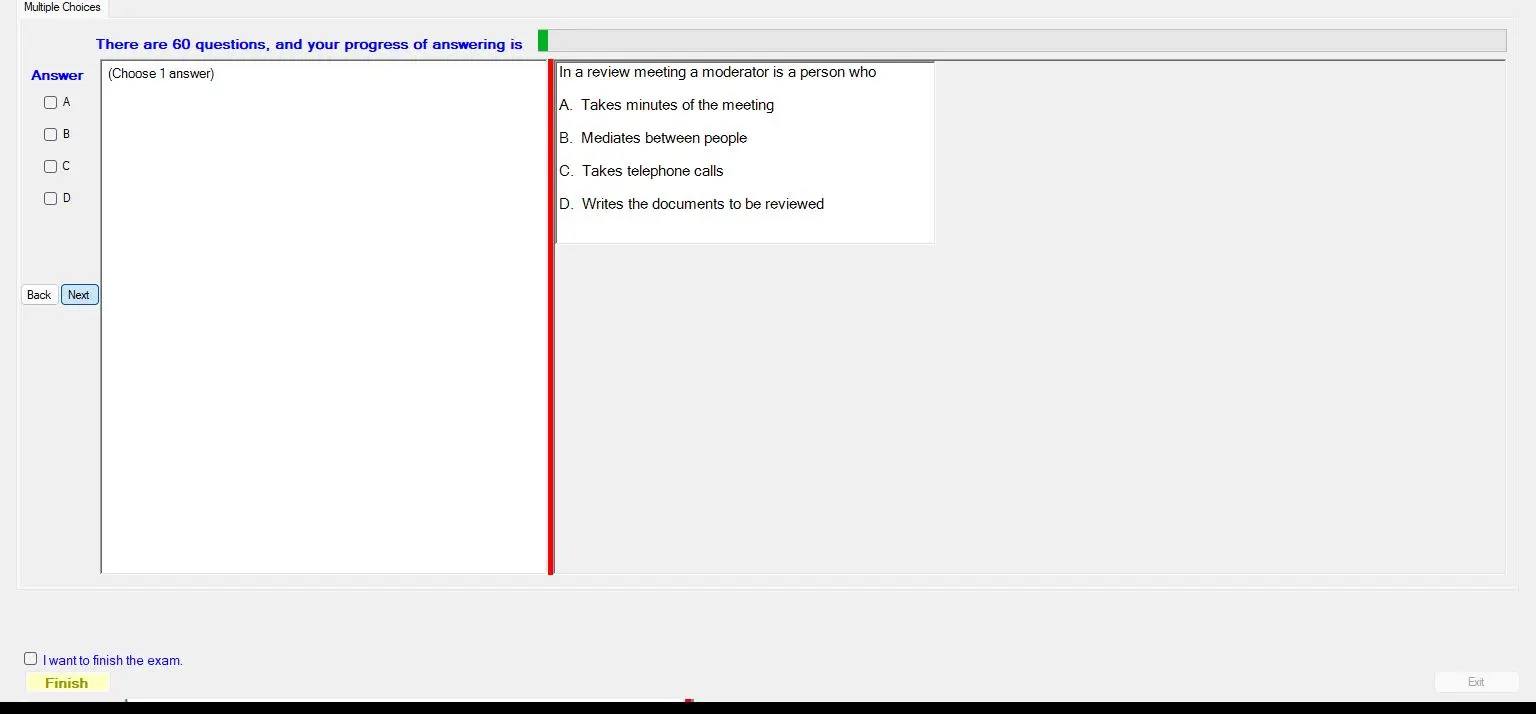 Multiple Choices
There are 60 questions, and your progress of answering is
Answer
A
B
C
D
Back Next
(Choose 1 answer)
In a review meeting a moderator is a person who
A. Takes minutes of the meeting
B. Mediates between people
C. Takes telephone calls
D. Writes the documents to be reviewed
I want to finish the exam.
Finish
Exit